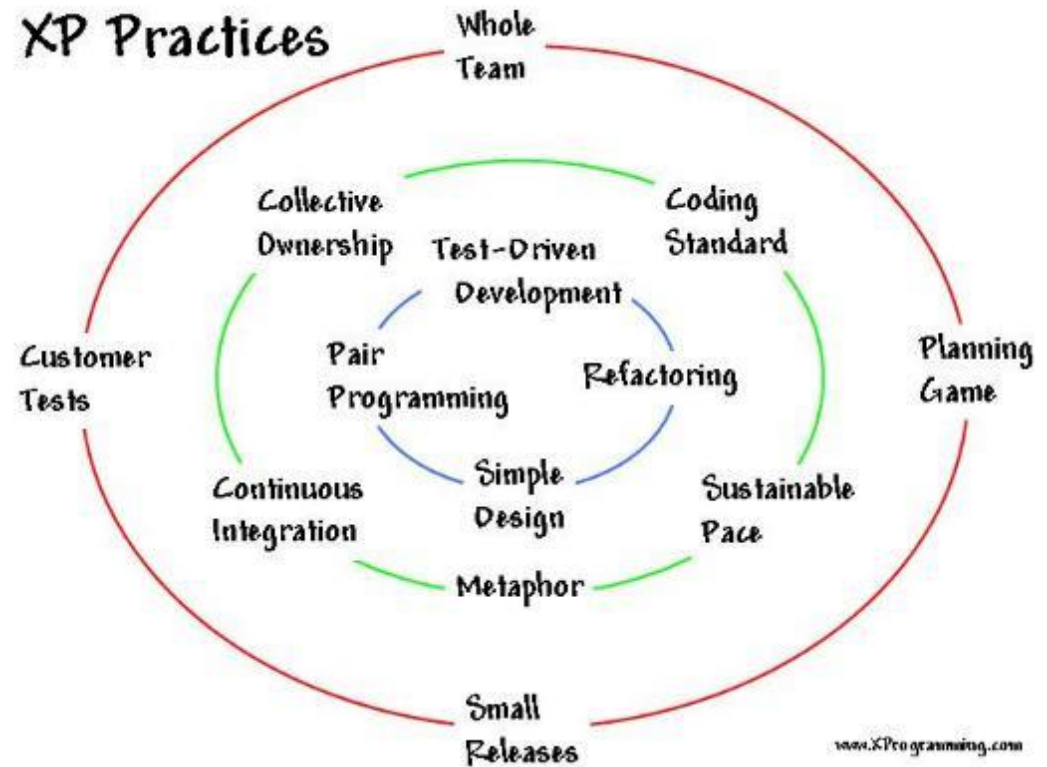 XP Practices
Whole
Team
Collective
Ownership
Coding
Standard
Test-Driven
Development
Customer
Tests
Pair
Programming
Refactoring
Planning
Game
Continuous
Integration
Simple
Design
Sustainable
Pace
Metaphor
Small
Releases
www.XProgramming.com